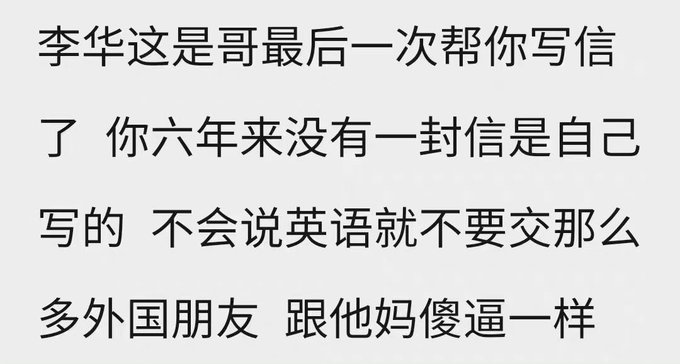 李华这是哥最后一次帮你写信
了 你六年来没有一封信是自己
写的 不会说英语就不要交那么
多外国朋友 跟他妈傻逼一样